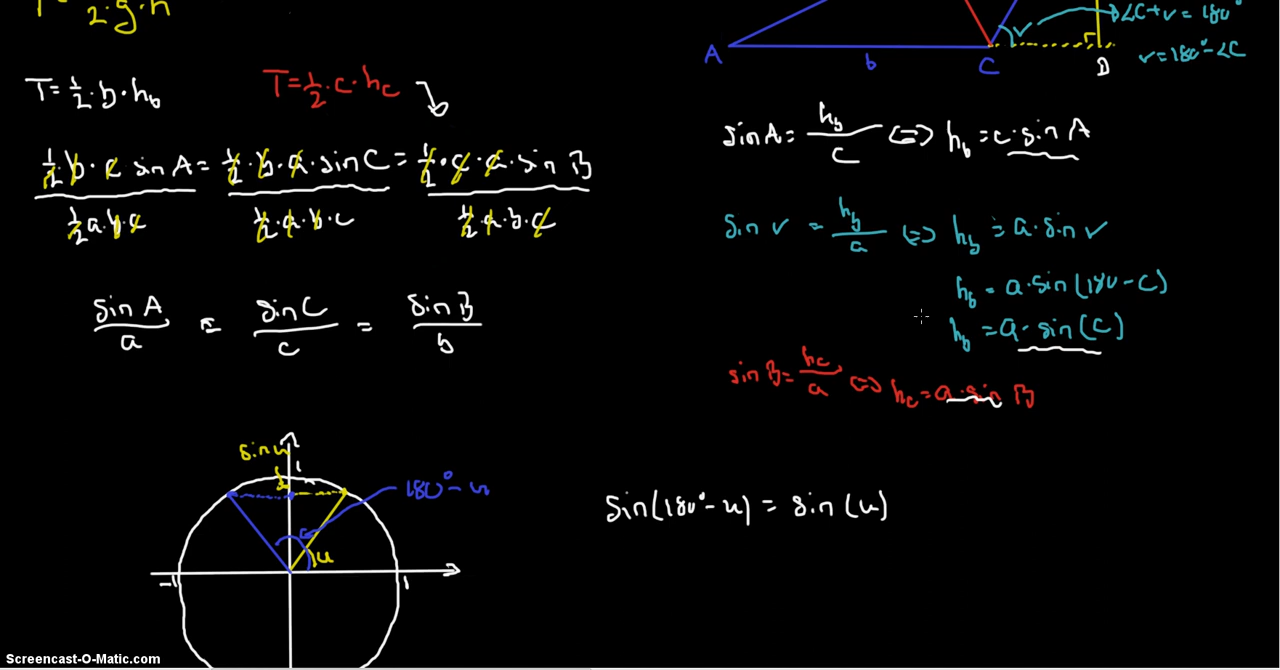 T = 1/2 · g · h
∠C + v = 180°
v = 180° - ∠C
A b C D
v
T = 1/2 · b · h_b
T = 1/2 · c · h_c
sin A = h_b / c ⇔ h_b = c · sin A
1/2 · b · c sin A = 1/2 · b · a · sin C = 1/2 · c · a · sin B
1/2 a · b · c 1/2 · a · b · c 1/2 · a · b · c
sin v = h_b / a ⇔ h_b = a · sin v
h_b = a · sin(180 - C)
h_b = a · sin(C)
sin A / a = sin C / c = sin B / b
sin B = h_c / a ⇔ h_c = a · sin B
sin u
1
180° - u
u
-1 1
sin(180° - u) = sin(u)
Screencast-O-Matic.com